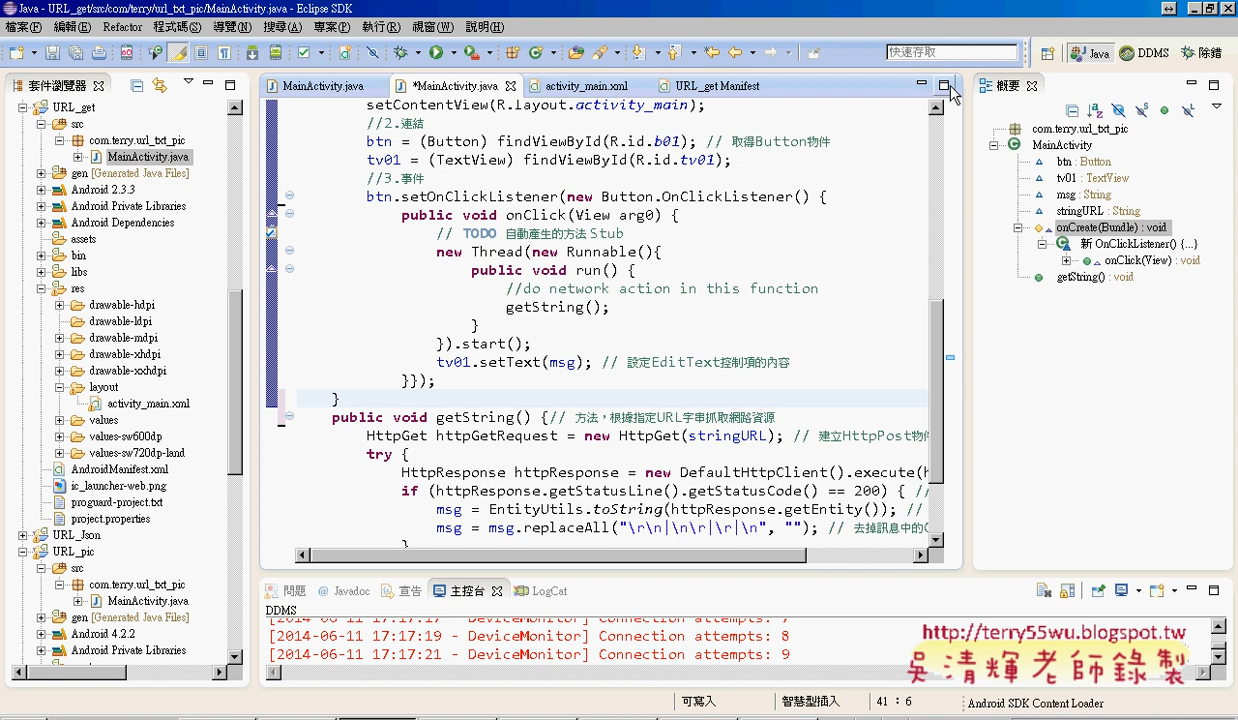 Java - URL_get/src/com/terry/url_txt_pic/MainActivity.java - Eclipse SDK
檔案(F) 編輯(E) Refactor 程式碼(S) 導覽(N) 搜尋(A) 專案(P) 執行(R) 視窗(W) 說明(H)
快速存取 Java DDMS 除錯
套件瀏覽器
URL_get
src
com.terry.url_txt_pic
MainActivity.java
gen [Generated Java Files]
Android 2.3.3
Android Private Libraries
Android Dependencies
assets
bin
libs
res
drawable-hdpi
drawable-ldpi
drawable-mdpi
drawable-xhdpi
drawable-xxhdpi
layout
activity_main.xml
values
values-sw600dp
values-sw720dp-land
AndroidManifest.xml
ic_launcher-web.png
proguard-project.txt
project.properties
URL_Json
URL_pic
src
com.terry.url_txt_pic
MainActivity.java
gen [Generated Java Files]
Android 4.2.2
Android Private Libraries
MainActivity.java *MainActivity.java activity_main.xml URL_get Manifest
setContentView(R.layout.activity_main);
//2.連結
btn = (Button) findViewById(R.id.b01); // 取得Button物件
tv01 = (TextView) findViewById(R.id.tv01);
//3.事件
btn.setOnClickListener(new Button.OnClickListener() {
public void onClick(View arg0) {
// TODO 自動產生的方法 Stub
new Thread(new Runnable(){
public void run() {
//do network action in this function
getString();
}
}).start();
tv01.setText(msg); // 設定EditText控制項的內容
}});
}
public void getString() {// 方法，根據指定URL字串抓取網路資源
HttpGet httpGetRequest = new HttpGet(stringURL); // 建立HttpPost物件
try {
HttpResponse httpResponse = new DefaultHttpClient().execute(h
if (httpResponse.getStatusLine().getStatusCode() == 200) { //
msg = EntityUtils.toString(httpResponse.getEntity()); //
msg = msg.replaceAll("\r\n|\n\r|\r|\n", ""); // 去掉訊息中的
}
概要
com.terry.url_txt_pic
MainActivity
btn : Button
tv01 : TextView
msg : String
stringURL : String
onCreate(Bundle) : void
新 OnClickListener() {...}
onClick(View) : void
getString() : void
問題 @ Javadoc 宣告 主控台 LogCat
DDMS
[2014-06-11 17:17:17 - DeviceMonitor] Connection attempts: 7
[2014-06-11 17:17:19 - DeviceMonitor] Connection attempts: 8
[2014-06-11 17:17:21 - DeviceMonitor] Connection attempts: 9
http://terry55wu.blogspot.tw
吳清輝老師錄製
可寫入 智慧型插入 41 : 6 Android SDK Content Loader